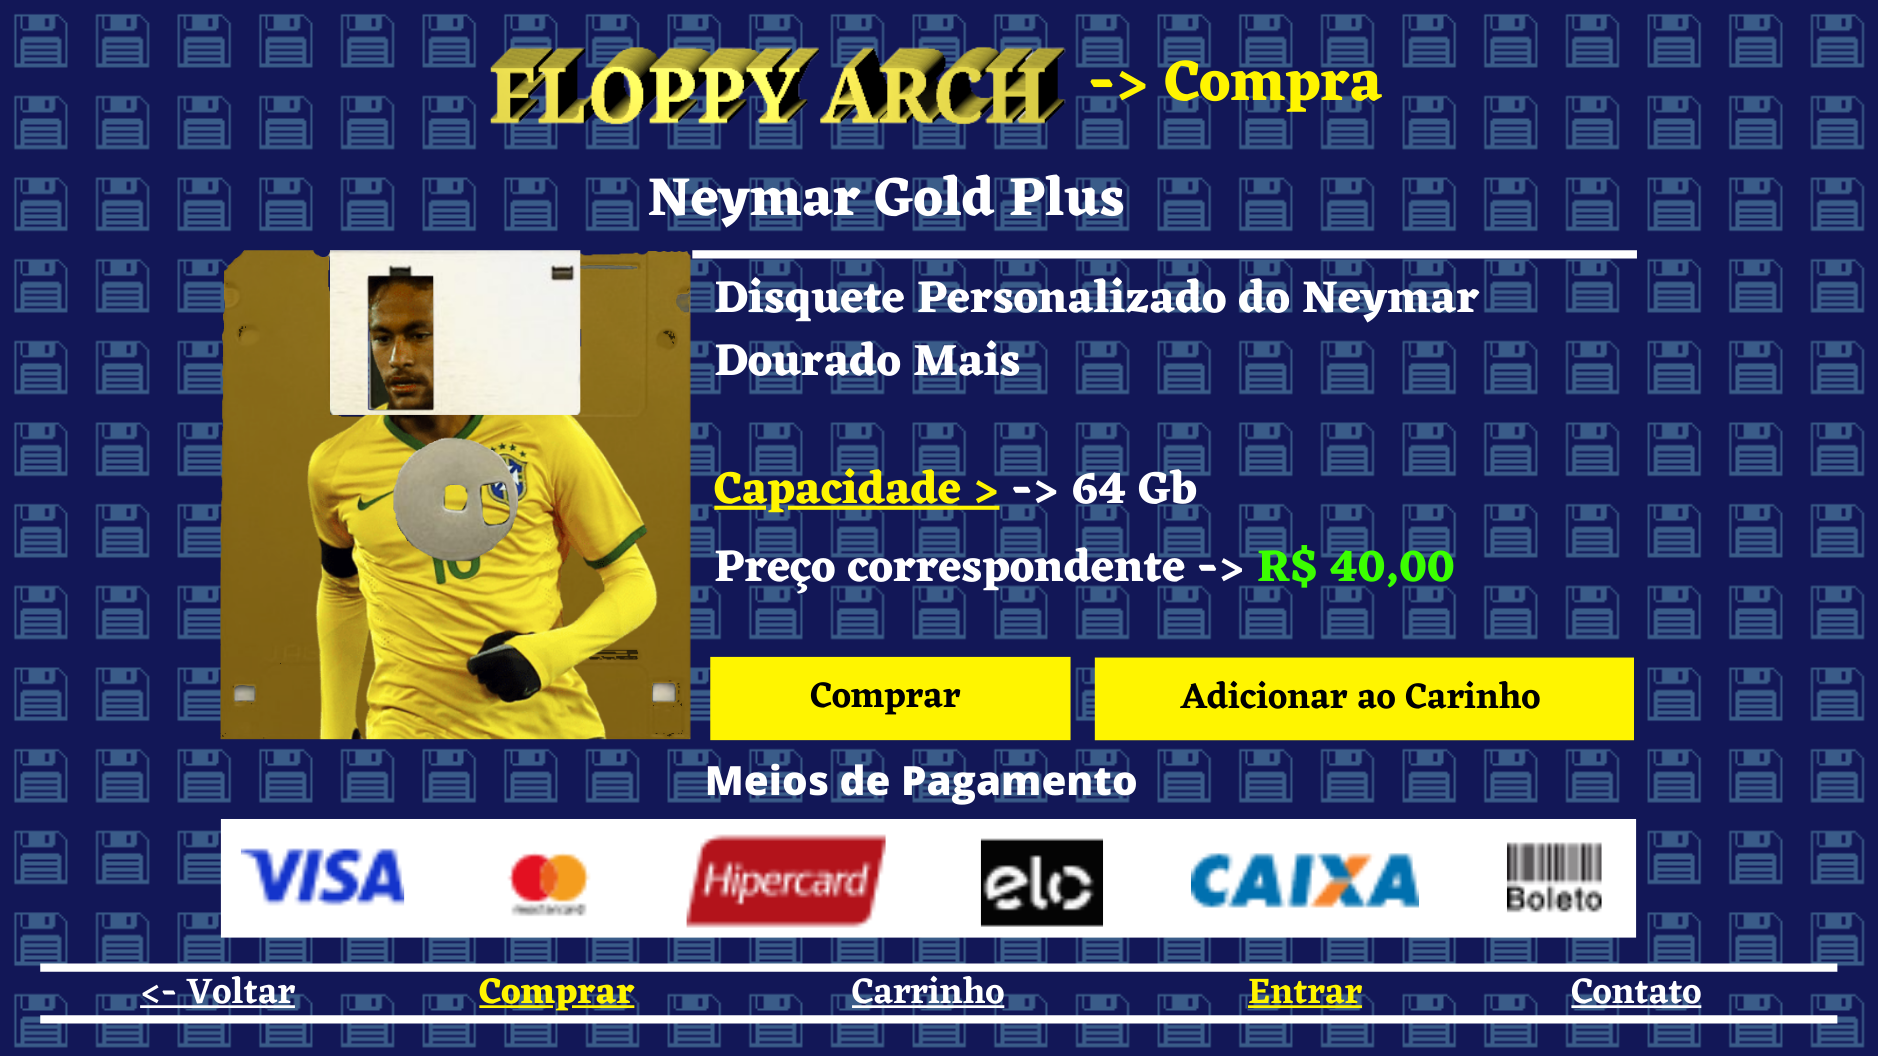 FLOPPY ARCH -> Compra
Neymar Gold Plus
Disquete Personalizado do Neymar
Dourado Mais
Capacidade > -> 64 Gb
Preço correspondente -> R$ 40,00
10
Comprar
Adicionar ao Carinho
Meios de Pagamento
VISA
mastercard
Hipercard
elo
CAIXA
Boleto
<- Voltar
Comprar
Carrinho
Entrar
Contato